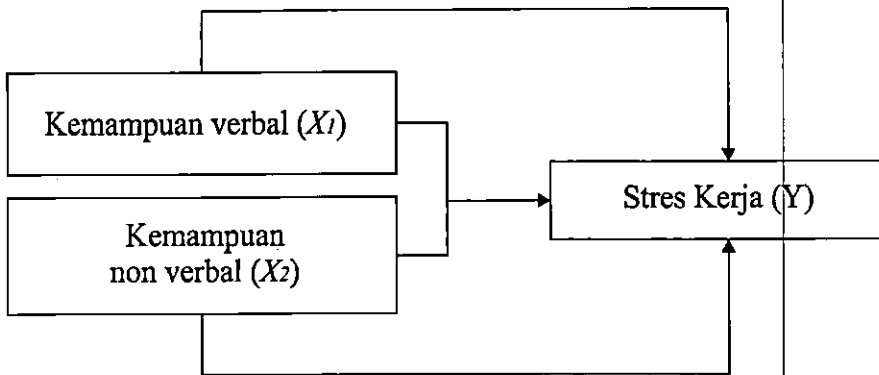 Kemampuan verbal (X1)
Kemampuan
non verbal (X2)
Stres Kerja (Y)